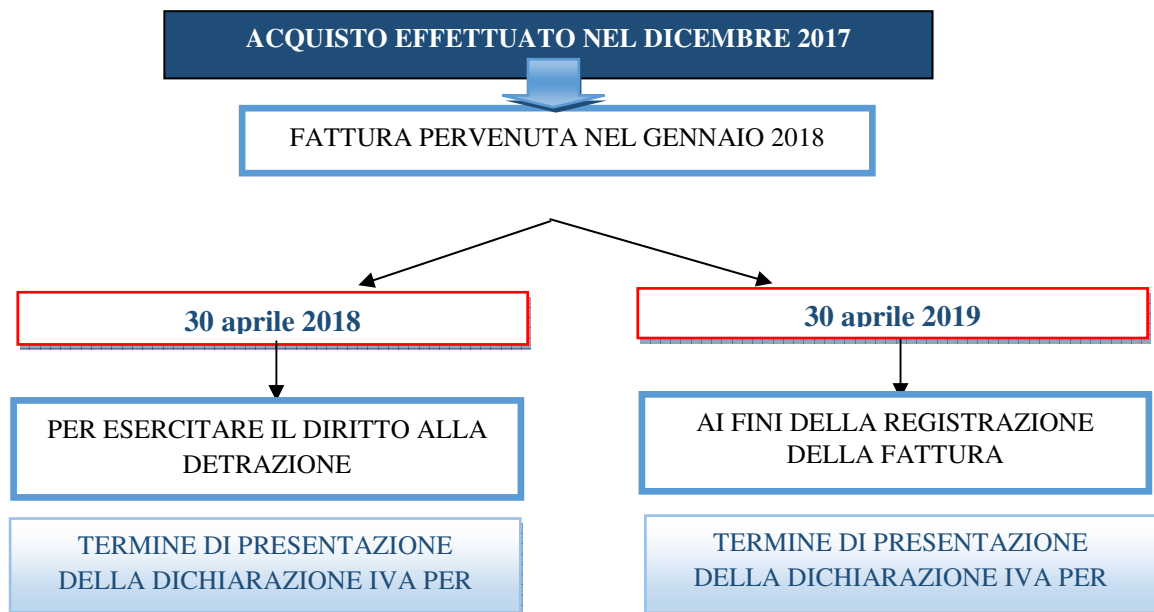 ACQUISTO EFFETTUATO NEL DICEMBRE 2017
FATTURA PERVENUTA NEL GENNAIO 2018
30 aprile 2018
30 aprile 2019
PER ESERCITARE IL DIRITTO ALLA
DETRAZIONE
AI FINI DELLA REGISTRAZIONE
DELLA FATTURA
TERMINE DI PRESENTAZIONE
DELLA DICHIARAZIONE IVA PER
TERMINE DI PRESENTAZIONE
DELLA DICHIARAZIONE IVA PER